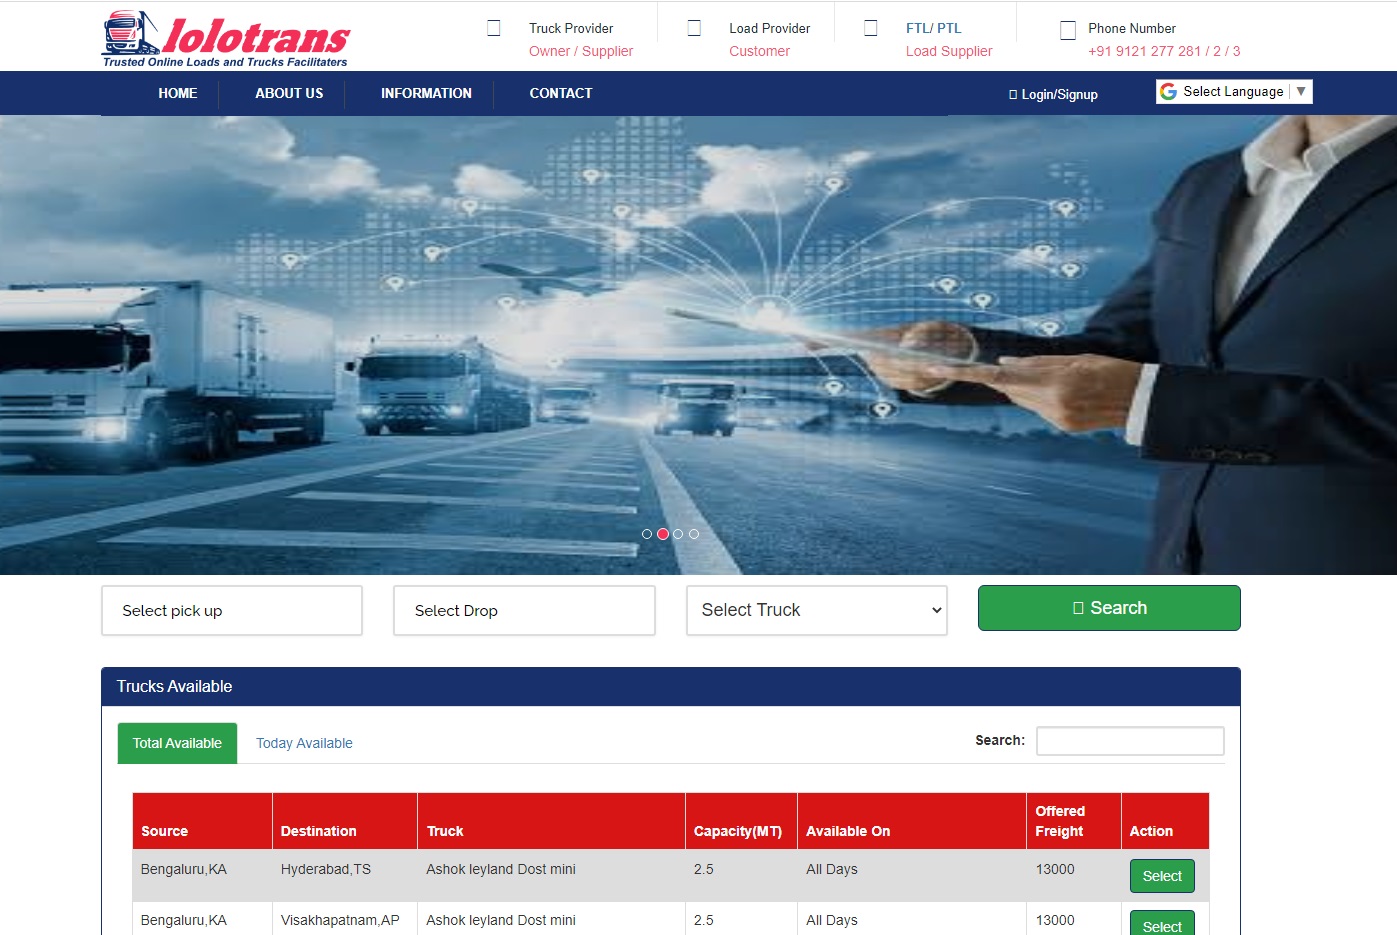 lolotrans
Trusted Online Loads and Trucks Facilitaters
Truck Provider
Owner / Supplier
Load Provider
Customer
FTL/ PTL
Load Supplier
Phone Number
+91 9121 277 281 / 2 / 3
HOME
ABOUT US
INFORMATION
CONTACT
Login/Signup
Select Language ▼
Select pick up
Select Drop
Select Truck
Search
Trucks Available
Total Available
Today Available
Search:
Source Destination Truck Capacity(MT) Available On Offered Freight Action
Bengaluru,KA Hyderabad,TS Ashok leyland Dost mini 2.5 All Days 13000 Select
Bengaluru,KA Visakhapatnam,AP Ashok leyland Dost mini 2.5 All Days 13000 Select